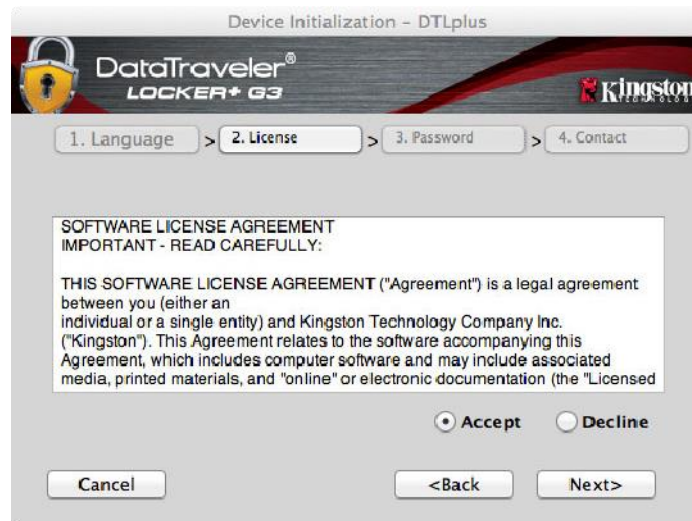 Device Initialization - DTLplus
DataTraveler®
LOCKER+ G3
Kingston
TECHNOLOGY
1. Language > 2. License > 3. Password > 4. Contact
SOFTWARE LICENSE AGREEMENT
IMPORTANT - READ CAREFULLY:
THIS SOFTWARE LICENSE AGREEMENT ("Agreement") is a legal agreement
between you (either an
individual or a single entity) and Kingston Technology Company Inc.
("Kingston"). This Agreement relates to the software accompanying this
Agreement, which includes computer software and may include associated
media, printed materials, and "online" or electronic documentation (the "Licensed
Accept Decline
Cancel <Back Next>